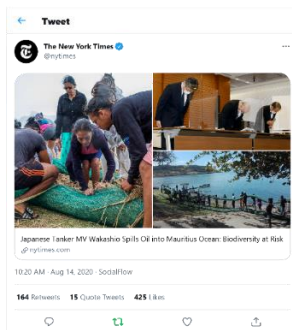 Tweet
The New York Times
@nytimes
Japanese Tanker MV Wakashio Spills Oil into Mauritius Ocean: Biodiversity at Risk
nytimes.com
10:20 AM · Aug 14, 2020 · SocialFlow
164 Retweets 15 Quote Tweets 425 Likes